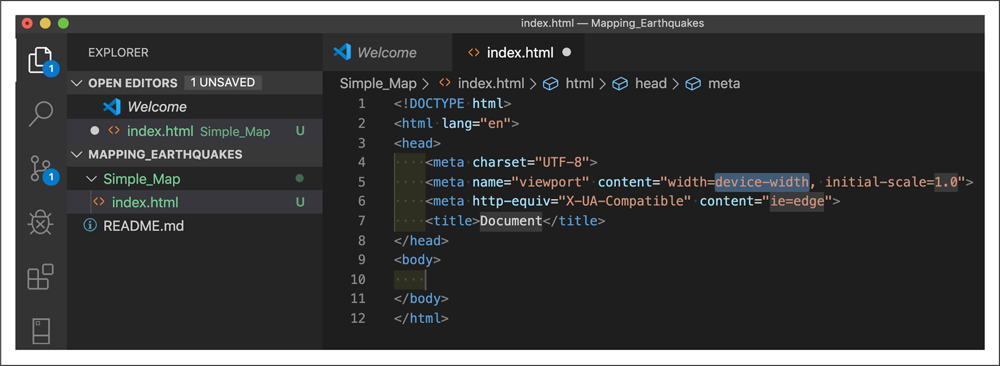 index.html — Mapping_Earthquakes
EXPLORER
OPEN EDITORS 1 UNSAVED
Welcome
index.html Simple_Map U
MAPPING_EARTHQUAKES
Simple_Map
index.html U
README.md
1
1
Welcome
index.html
Simple_Map > index.html > html > head > meta
1 <!DOCTYPE html>
2 <html lang="en">
3 <head>
4     <meta charset="UTF-8">
5     <meta name="viewport" content="width=device-width, initial-scale=1.0">
6     <meta http-equiv="X-UA-Compatible" content="ie=edge">
7     <title>Document</title>
8 </head>
9 <body>
10
11 </body>
12 </html>